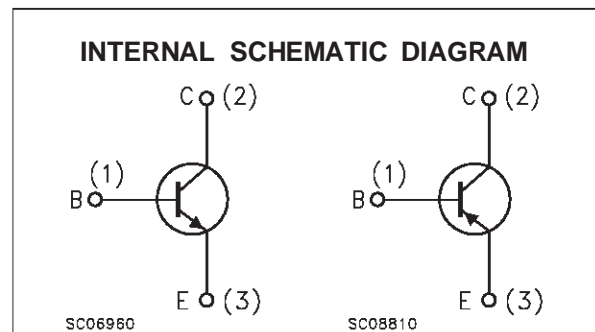 INTERNAL SCHEMATIC DIAGRAM
C (2) C (2)
(1) (1)
B B
E (3) E (3)
SC06960 SC08810